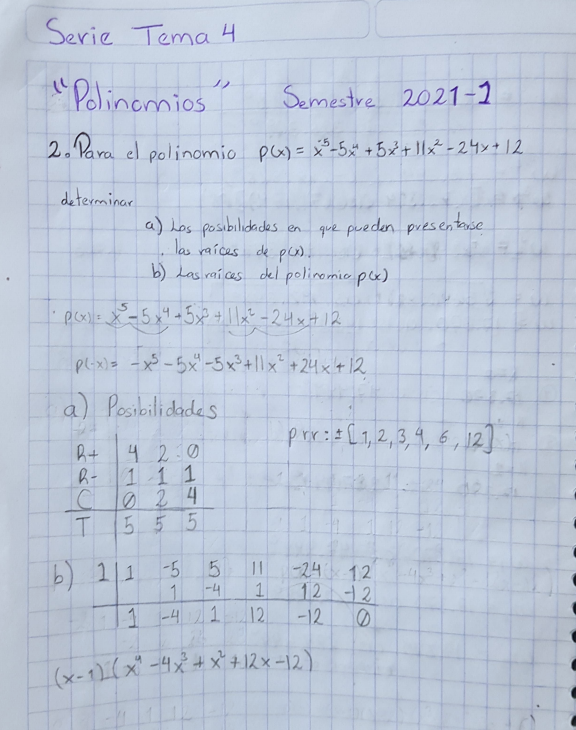 Serie Tema 4
"Polinomios" Semestre 2021-1
2. Para el polinomio p(x) = x⁵-5x⁴+5x³+11x²-24x+12
determinar
a) Las posibilidades en que pueden presentarse
las raíces de p(x).
b) Las raíces del polinomio p(x)
p(x) = x⁵-5x⁴+5x³+11x²-24x+12
p(-x) = -x⁵-5x⁴-5x³+11x²+24x+12
a) Posibilidades
prr: ±[1, 2, 3, 4, 6, 12]
R+ | 4 2 0
R- | 1 1 1
C | 0 2 4
T | 5 5 5
b) 1 | 1 -5 5 11 -24 12
1 -4 1 12 -12
1 -4 1 12 -12 0
(x-1)(x⁴-4x³+x²+12x-12)